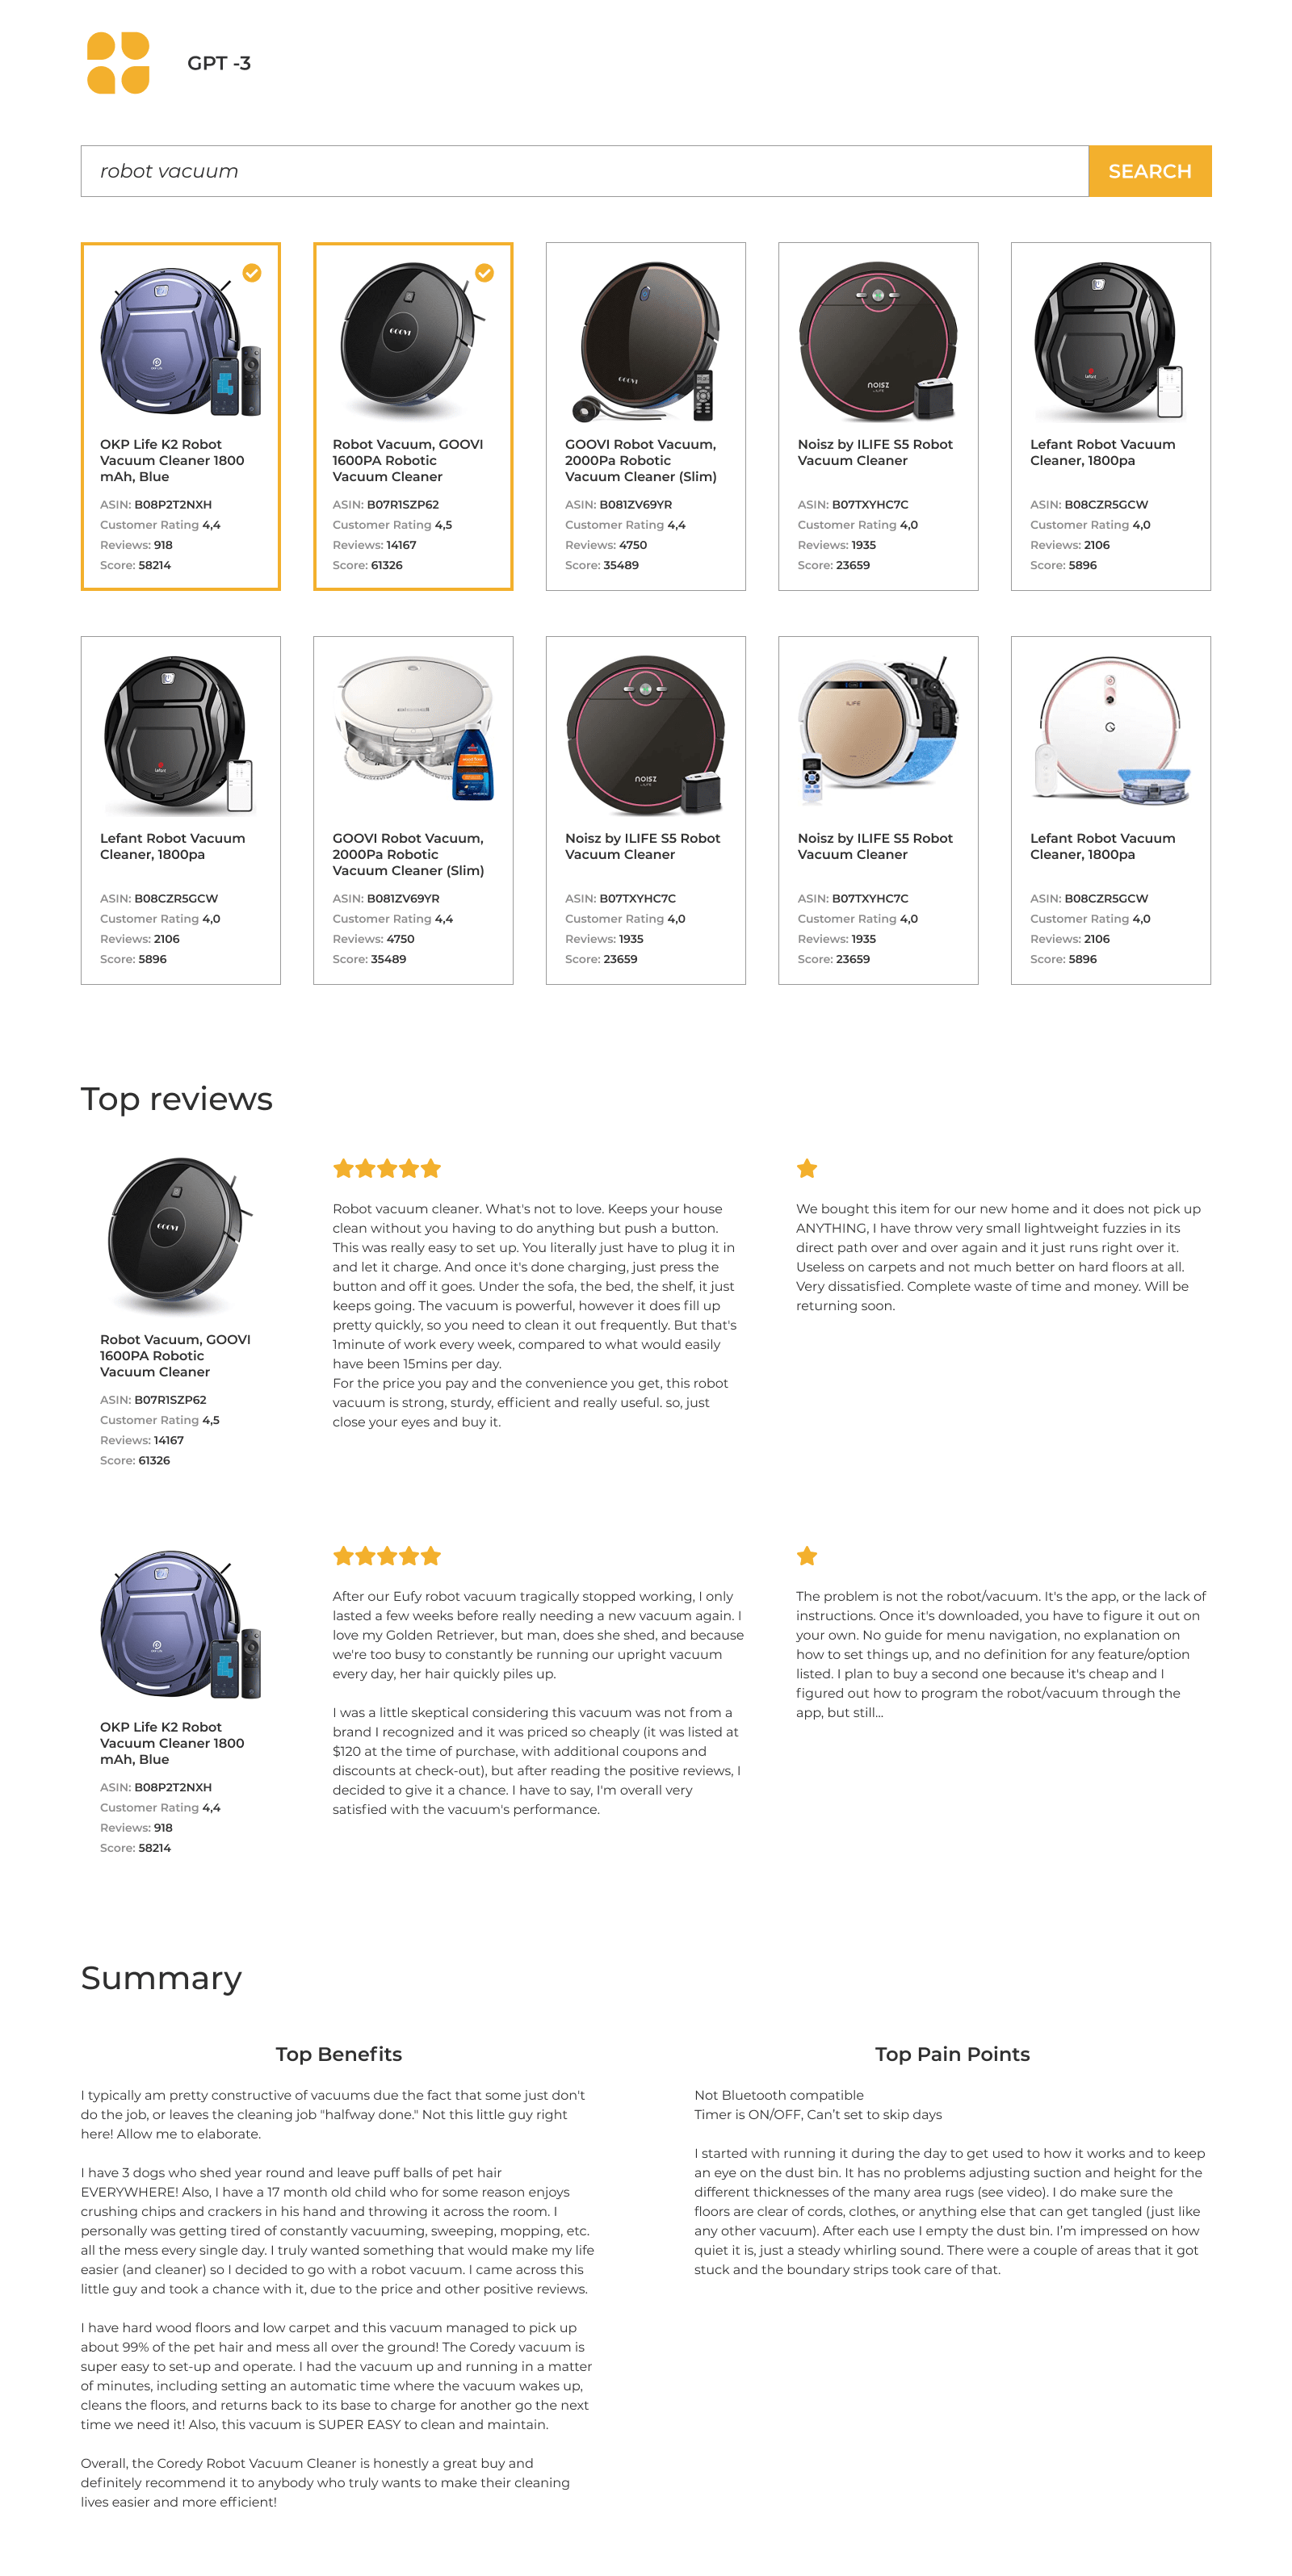 GPT -3
robot vacuum
SEARCH
GOOVI
GOOVI
NOISZ
Lefant
OKP Life K2 Robot
Vacuum Cleaner 1800
mAh, Blue
ASIN: B08P2T2NXH
Customer Rating 4,4
Reviews: 918
Score: 58214
Robot Vacuum, GOOVI
1600PA Robotic
Vacuum Cleaner
ASIN: B07R1SZP62
Customer Rating 4,5
Reviews: 14167
Score: 61326
GOOVI Robot Vacuum,
2000Pa Robotic
Vacuum Cleaner (Slim)
ASIN: B081ZV69YR
Customer Rating 4,4
Reviews: 4750
Score: 35489
Noisz by ILIFE S5 Robot
Vacuum Cleaner
ASIN: B07TXYHC7C
Customer Rating 4,0
Reviews: 1935
Score: 23659
Lefant Robot Vacuum
Cleaner, 1800pa
ASIN: B08CZR5GCW
Customer Rating 4,0
Reviews: 2106
Score: 5896
Lefant
NOISZ
ILIFE
Lefant Robot Vacuum
Cleaner, 1800pa
ASIN: B08CZR5GCW
Customer Rating 4,0
Reviews: 2106
Score: 5896
GOOVI Robot Vacuum,
2000Pa Robotic
Vacuum Cleaner (Slim)
ASIN: B081ZV69YR
Customer Rating 4,4
Reviews: 4750
Score: 35489
Noisz by ILIFE S5 Robot
Vacuum Cleaner
ASIN: B07TXYHC7C
Customer Rating 4,0
Reviews: 1935
Score: 23659
Noisz by ILIFE S5 Robot
Vacuum Cleaner
ASIN: B07TXYHC7C
Customer Rating 4,0
Reviews: 1935
Score: 23659
Lefant Robot Vacuum
Cleaner, 1800pa
ASIN: B08CZR5GCW
Customer Rating 4,0
Reviews: 2106
Score: 5896
Top reviews
GOOVI
Robot Vacuum, GOOVI
1600PA Robotic
Vacuum Cleaner
ASIN: B07R1SZP62
Customer Rating 4,5
Reviews: 14167
Score: 61326
Robot vacuum cleaner. What's not to love. Keeps your house
clean without you having to do anything but push a button.
This was really easy to set up. You literally just have to plug it in
and let it charge. And once it's done charging, just press the
button and off it goes. Under the sofa, the bed, the shelf, it just
keeps going. The vacuum is powerful, however it does fill up
pretty quickly, so you need to clean it out frequently. But that's
1minute of work every week, compared to what would easily
have been 15mins per day.
For the price you pay and the convenience you get, this robot
vacuum is strong, sturdy, efficient and really useful. so, just
close your eyes and buy it.
We bought this item for our new home and it does not pick up
ANYTHING, I have throw very small lightweight fuzzies in its
direct path over and over again and it just runs right over it.
Useless on carpets and not much better on hard floors at all.
Very dissatisfied. Complete waste of time and money. Will be
returning soon.
OKP Life K2 Robot
Vacuum Cleaner 1800
mAh, Blue
ASIN: B08P2T2NXH
Customer Rating 4,4
Reviews: 918
Score: 58214
After our Eufy robot vacuum tragically stopped working, I only
lasted a few weeks before really needing a new vacuum again. I
love my Golden Retriever, but man, does she shed, and because
we're too busy to constantly be running our upright vacuum
every day, her hair quickly piles up.
I was a little skeptical considering this vacuum was not from a
brand I recognized and it was priced so cheaply (it was listed at
$120 at the time of purchase, with additional coupons and
discounts at check-out), but after reading the positive reviews, I
decided to give it a chance. I have to say, I'm overall very
satisfied with the vacuum's performance.
The problem is not the robot/vacuum. It's the app, or the lack of
instructions. Once it's downloaded, you have to figure it out on
your own. No guide for menu navigation, no explanation on
how to set things up, and no definition for any feature/option
listed. I plan to buy a second one because it's cheap and I
figured out how to program the robot/vacuum through the
app, but still...
Summary
Top Benefits
I typically am pretty constructive of vacuums due the fact that some just don't
do the job, or leaves the cleaning job "halfway done." Not this little guy right
here! Allow me to elaborate.
I have 3 dogs who shed year round and leave puff balls of pet hair
EVERYWHERE! Also, I have a 17 month old child who for some reason enjoys
crushing chips and crackers in his hand and throwing it across the room. I
personally was getting tired of constantly vacuuming, sweeping, mopping, etc.
all the mess every single day. I truly wanted something that would make my life
easier (and cleaner) so I decided to go with a robot vacuum. I came across this
little guy and took a chance with it, due to the price and other positive reviews.
I have hard wood floors and low carpet and this vacuum managed to pick up
about 99% of the pet hair and mess all over the ground! The Coredy vacuum is
super easy to set-up and operate. I had the vacuum up and running in a matter
of minutes, including setting an automatic time where the vacuum wakes up,
cleans the floors, and returns back to its base to charge for another go the next
time we need it! Also, this vacuum is SUPER EASY to clean and maintain.
Overall, the Coredy Robot Vacuum Cleaner is honestly a great buy and
definitely recommend it to anybody who truly wants to make their cleaning
lives easier and more efficient!
Top Pain Points
Not Bluetooth compatible
Timer is ON/OFF, Can’t set to skip days
I started with running it during the day to get used to how it works and to keep
an eye on the dust bin. It has no problems adjusting suction and height for the
different thicknesses of the many area rugs (see video). I do make sure the
floors are clear of cords, clothes, or anything else that can get tangled (just like
any other vacuum). After each use I empty the dust bin. I’m impressed on how
quiet it is, just a steady whirling sound. There were a couple of areas that it got
stuck and the boundary strips took care of that.